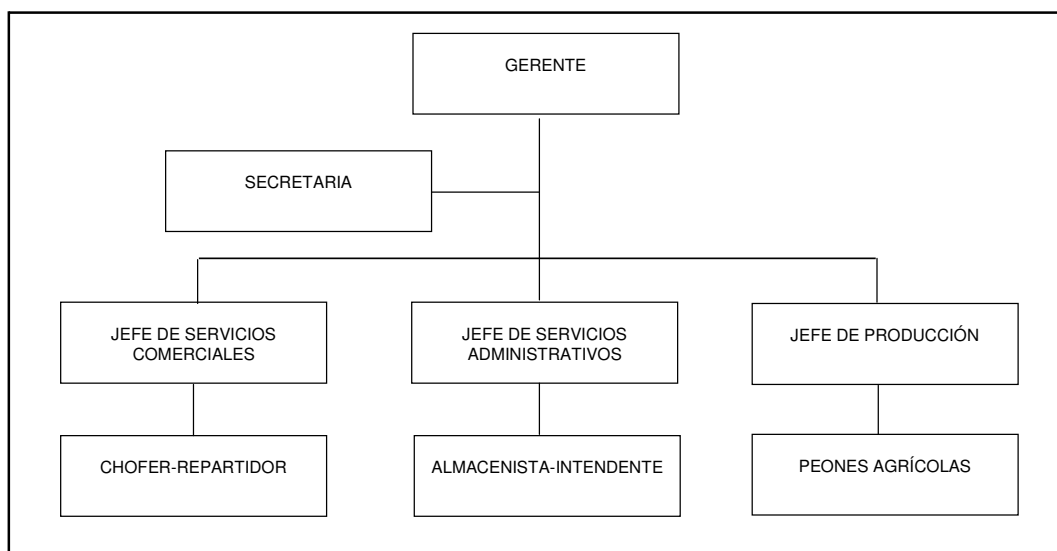 GERENTE
SECRETARIA
JEFE DE SERVICIOS
COMERCIALES
JEFE DE SERVICIOS
ADMINISTRATIVOS
JEFE DE PRODUCCIÓN
CHOFER-REPARTIDOR
ALMACENISTA-INTENDENTE
PEONES AGRÍCOLAS